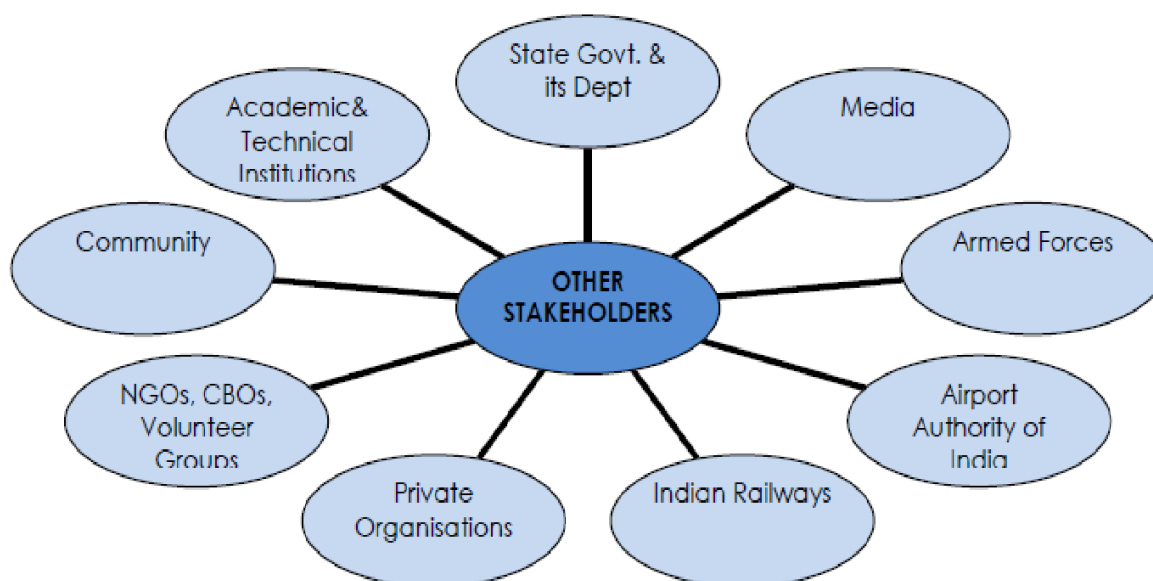 State Govt. &
its Dept
Media
Armed Forces
Airport
Authority of
India
Indian Railways
Private
Organisations
NGOs, CBOs,
Volunteer
Groups
Community
Academic&
Technical
Institutions
OTHER
STAKEHOLDERS